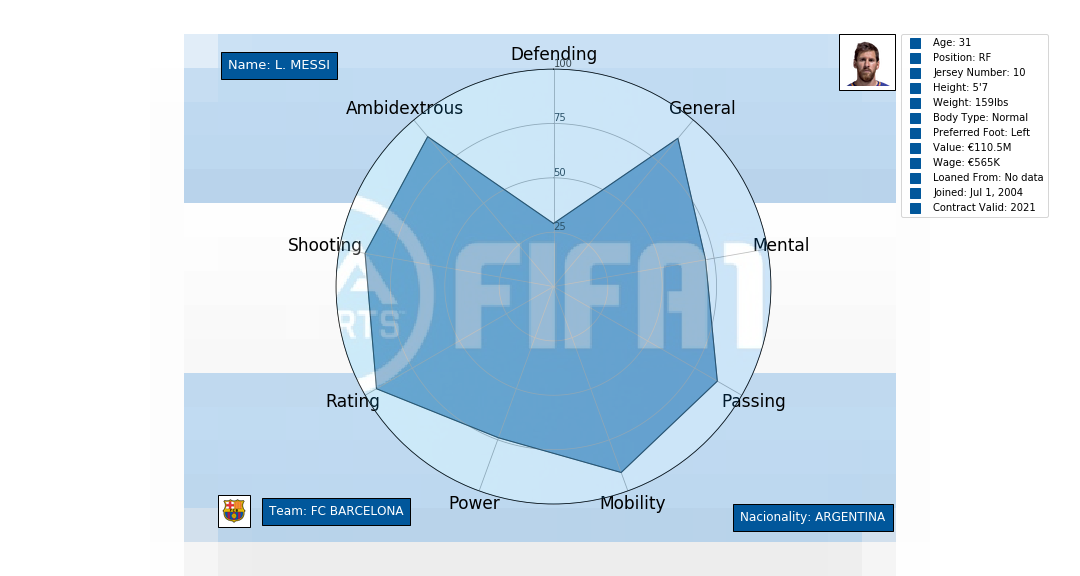 Defending
100
Name: L. MESSI
Ambidextrous
General
75
50
25
Shooting
Mental
A
RTS™
FIFA 1
Rating
Passing
Power
Mobility
Team: FC BARCELONA
Nacionality: ARGENTINA
Age: 31
Position: RF
Jersey Number: 10
Height: 5'7
Weight: 159lbs
Body Type: Normal
Preferred Foot: Left
Value: €110.5M
Wage: €565K
Loaned From: No data
Joined: Jul 1, 2004
Contract Valid: 2021